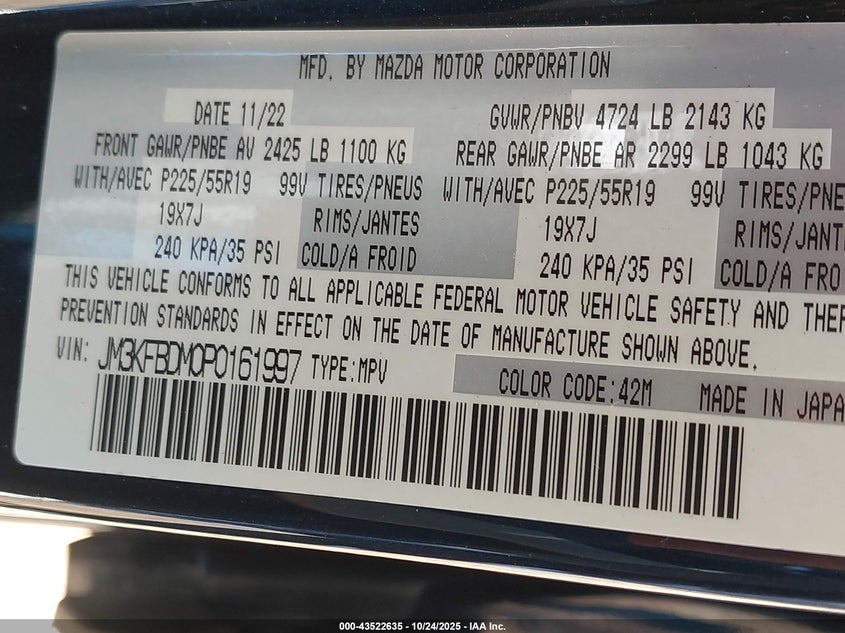 MFD. BY MAZDA MOTOR CORPORATION
DATE 11/22 GVWR/PNBV 4724 LB 2143 KG
FRONT GAWR/PNBE AV 2425 LB 1100 KG REAR GAWR/PNBE AR 2299 LB 1043 KG
WITH/AVEC P225/55R19 99V TIRES/PNEUS WITH/AVEC P225/55R19 99V TIRES/PNE
19X7J RIMS/JANTES 19X7J RIMS/JANT
240 KPA/35 PSI COLD/A FROID 240 KPA/35 PSI COLD/A FRO
THIS VEHICLE CONFORMS TO ALL APPLICABLE FEDERAL MOTOR VEHICLE SAFETY AND THEF
PREVENTION STANDARDS IN EFFECT ON THE DATE OF MANUFACTURE SHOWN ABOVE.
VIN: JM3KFBDM0P0161997 TYPE:MPV
COLOR CODE:42M MADE IN JAPA
000-43522635 - 10/24/2025 - IAA Inc.